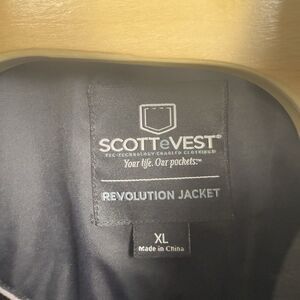 SCOTTeVEST®
TEC-TECHNOLOGY ENABLED CLOTHING®
Your life. Our pockets.™
REVOLUTION JACKET
XL
Made in China